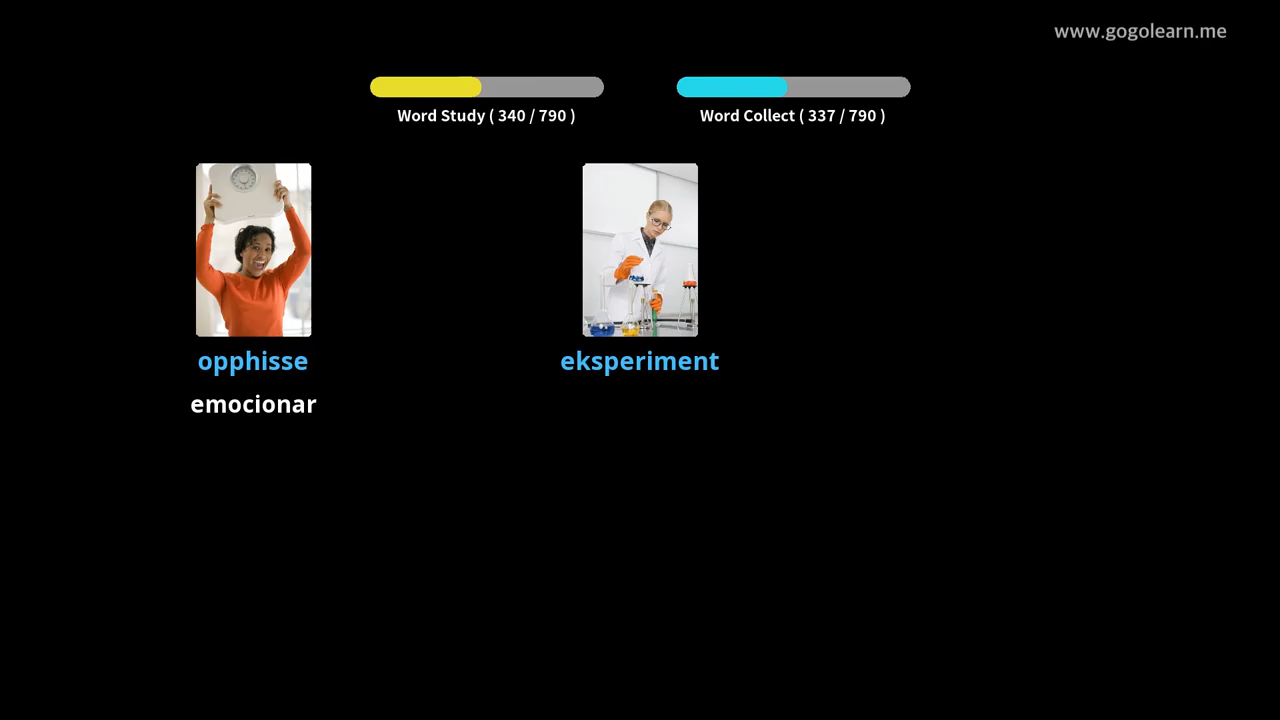 www.gogolearn.me
Word Study ( 340 / 790 )
Word Collect ( 337 / 790 )
opphisse
eksperiment
emocionar